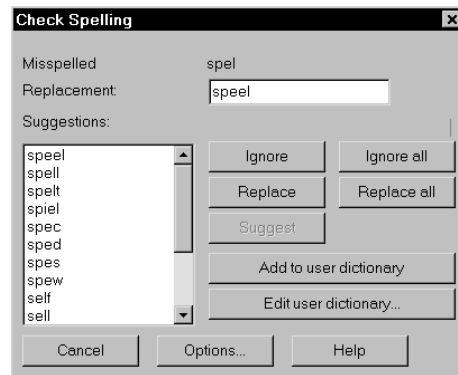 Check Spelling
Misspelled spel
Replacement: speel
Suggestions:
speel
spell
spelt
spiel
spec
sped
spes
spew
self
sell
Ignore Ignore all
Replace Replace all
Suggest
Add to user dictionary
Edit user dictionary...
Cancel Options... Help